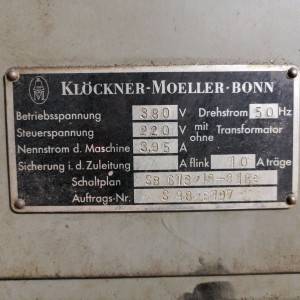 KLÖCKNER-MOELLER-BONN
Betriebsspannung 380 V Drehstrom 50 Hz
Steuerspannung 220 V mit ohne Transformator
Nennstrom d. Maschine 3,95 A
Sicherung i. d. Zuleitung A flink 10 A träge
Schaltplan
Auftrags-Nr.